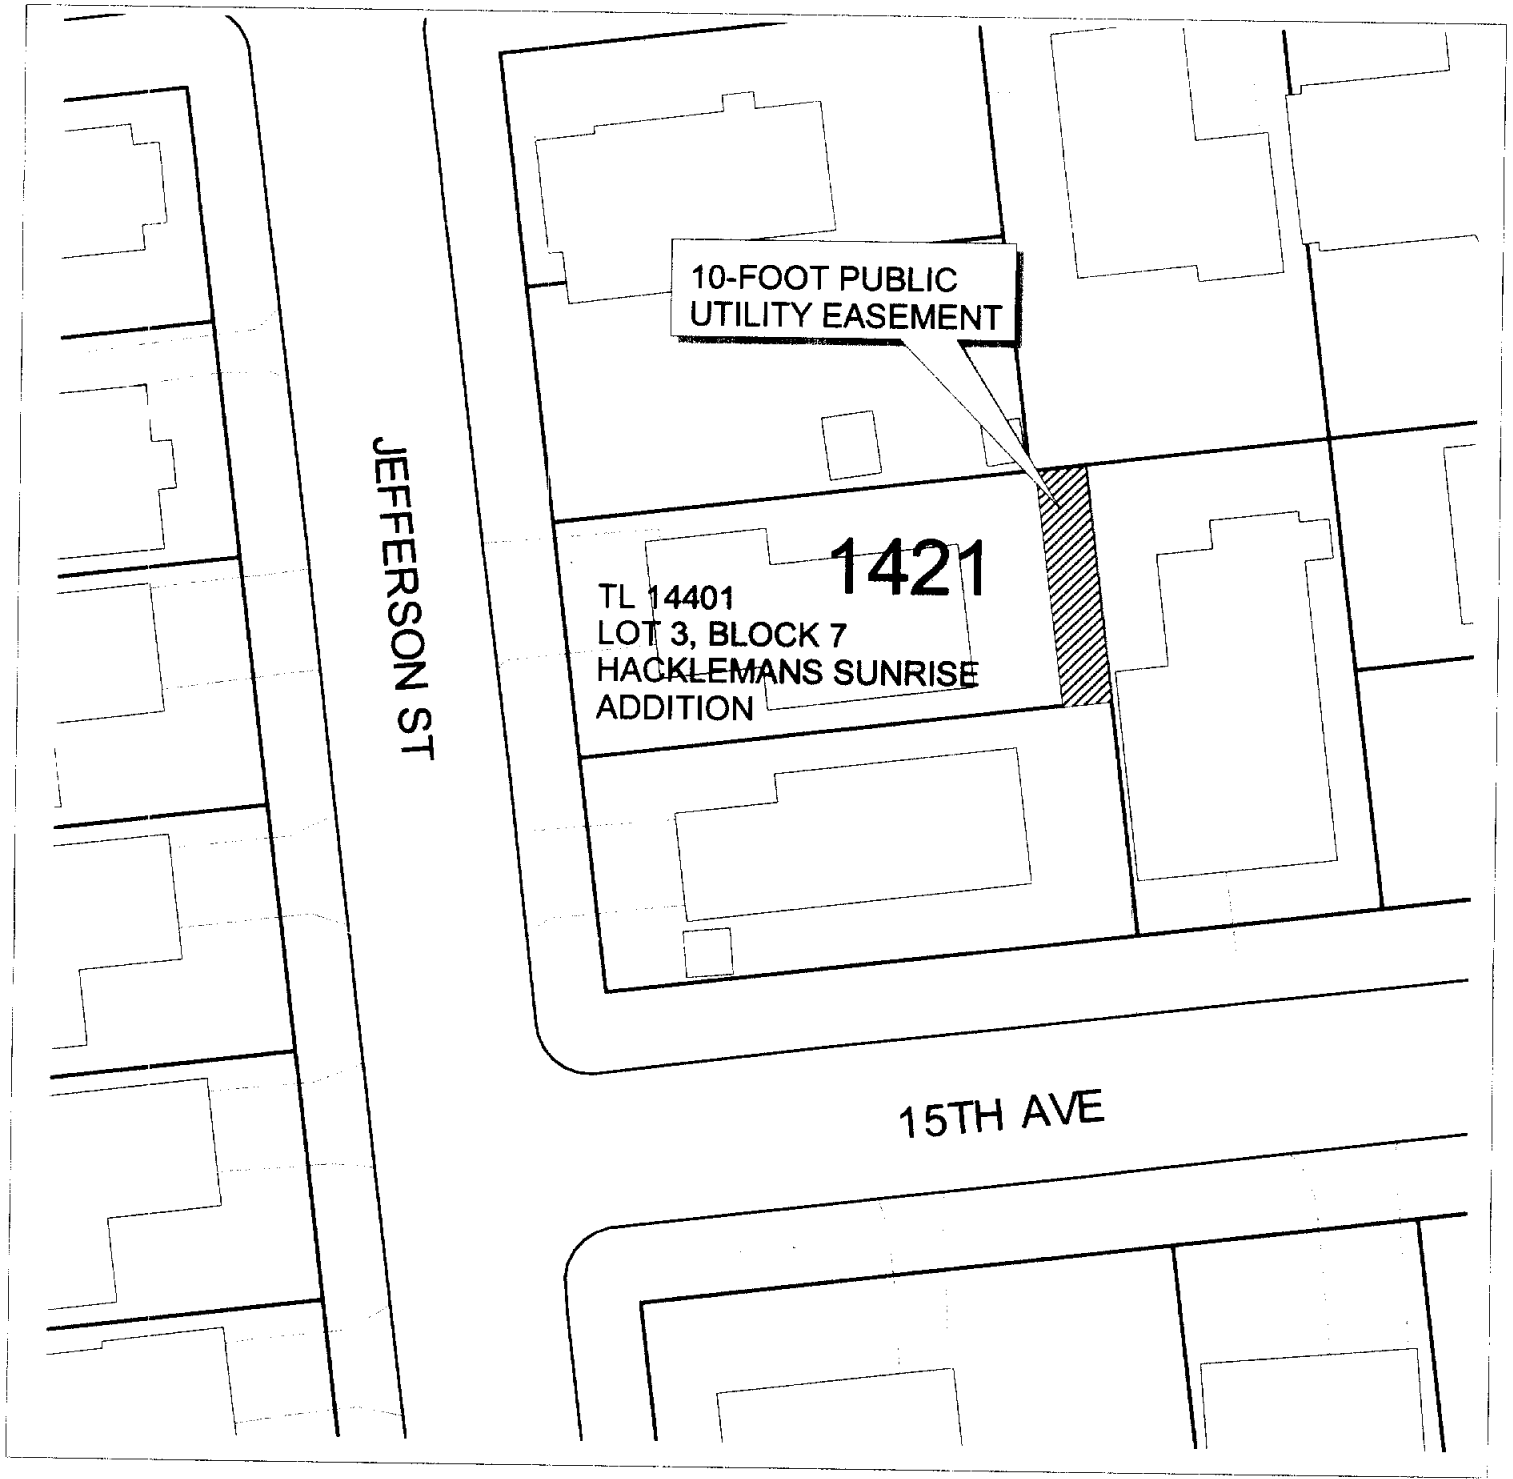 10-FOOT PUBLIC
UTILITY EASEMENT
JEFFERSON ST
1421
TL 14401
LOT 3, BLOCK 7
HACKLEMANS SUNRISE
ADDITION
15TH AVE